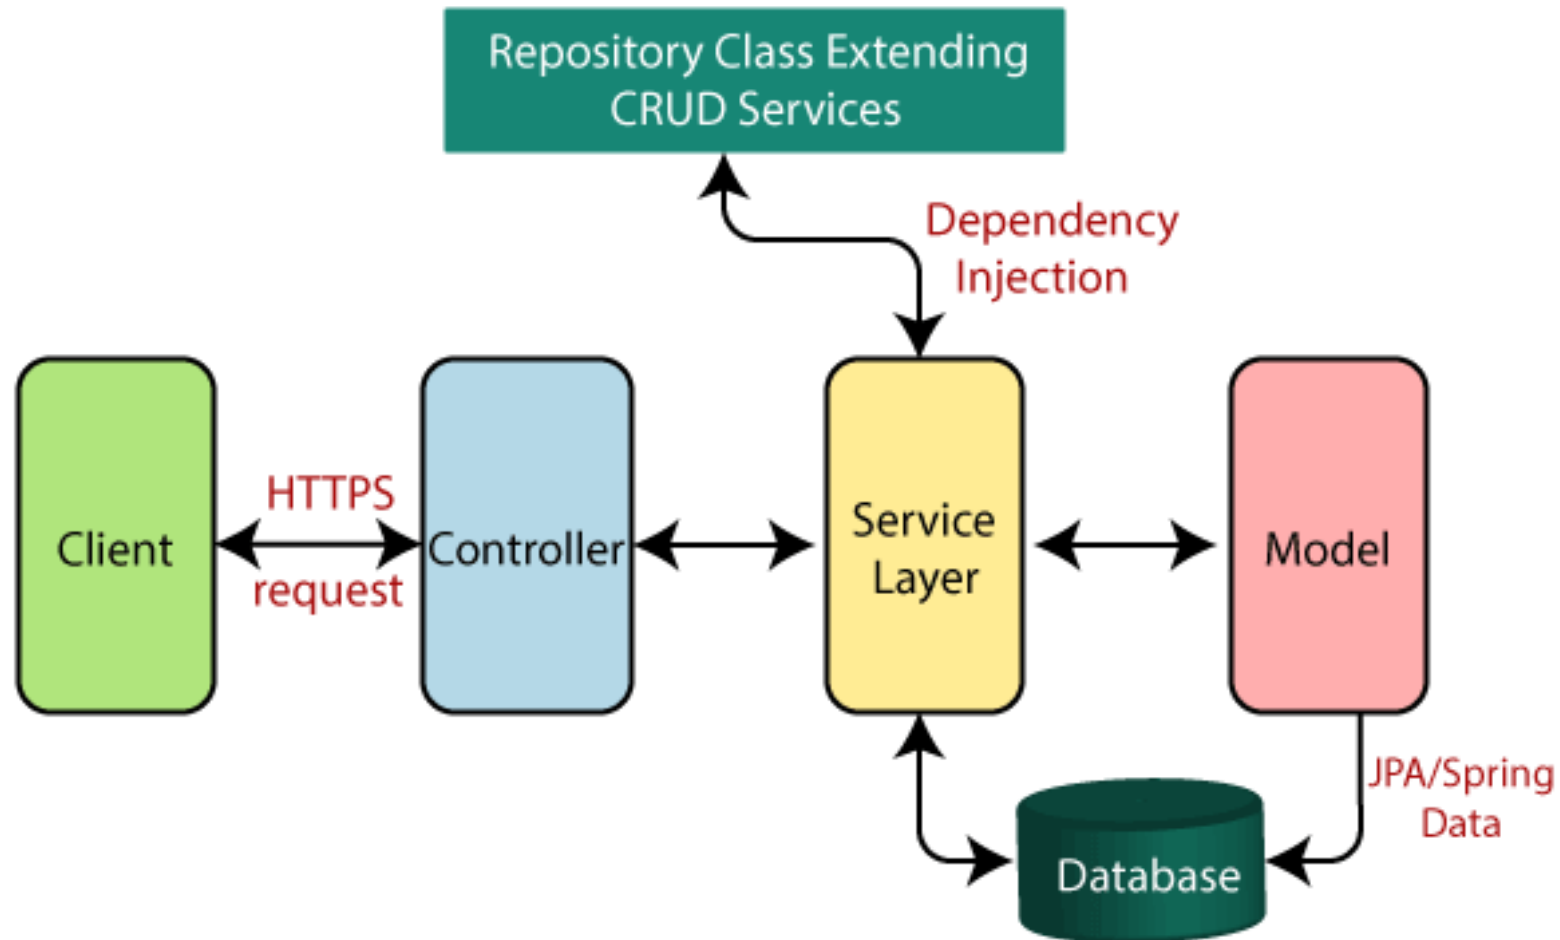 Repository Class Extending
CRUD Services
Dependency
Injection
HTTPS
request
Client
Controller
Service
Layer
Model
JPA/Spring
Data
Database